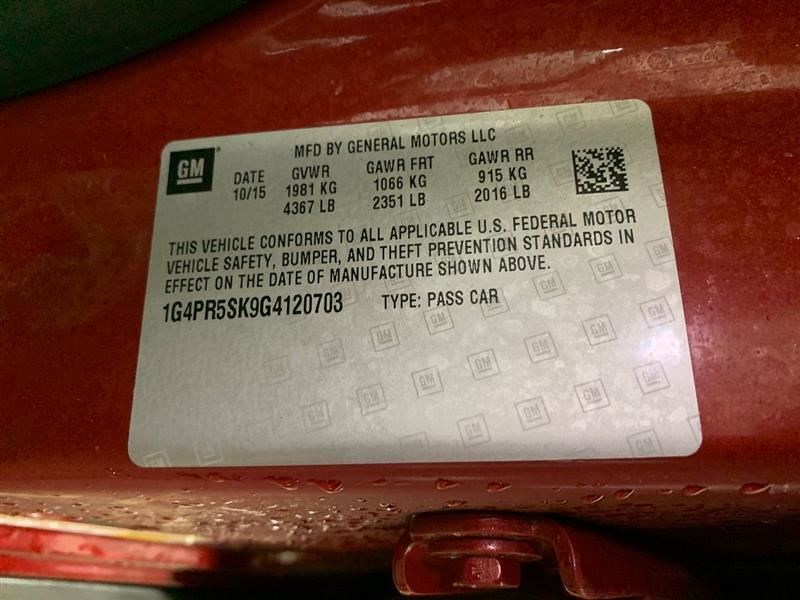 GM
MFD BY GENERAL MOTORS LLC
DATE GVWR GAWR FRT GAWR RR
10/15 1981 KG 1066 KG 915 KG
4367 LB 2351 LB 2016 LB
THIS VEHICLE CONFORMS TO ALL APPLICABLE U.S. FEDERAL MOTOR
VEHICLE SAFETY, BUMPER, AND THEFT PREVENTION STANDARDS IN
EFFECT ON THE DATE OF MANUFACTURE SHOWN ABOVE.
1G4PR5SK9G4120703 TYPE: PASS CAR